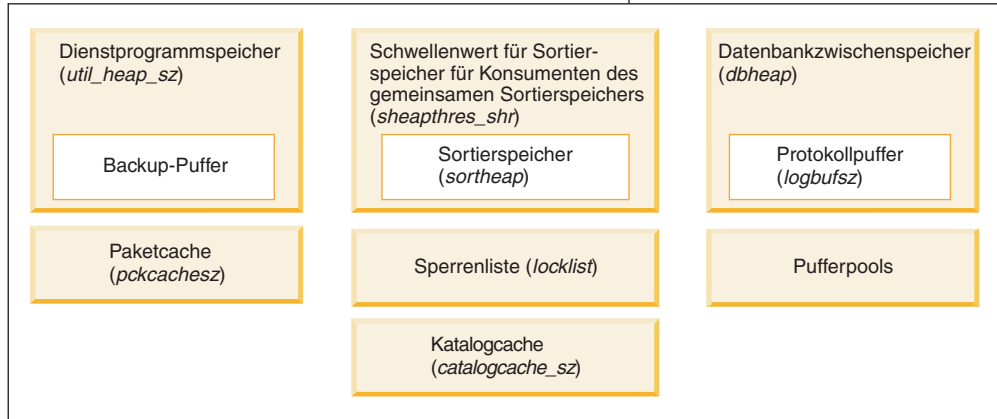 Dienstprogrammspeicher
(util_heap_sz)
Backup-Puffer
Schwellenwert für Sortier-
speicher für Konsumenten des
gemeinsamen Sortierspeichers
(sheapthres_shr)
Sortierspeicher
(sortheap)
Datenbankzwischenspeicher
(dbheap)
Protokollpuffer
(logbufsz)
Paketcache
(pckcachesz)
Sperrenliste (locklist)
Pufferpools
Katalogcache
(catalogcache_sz)